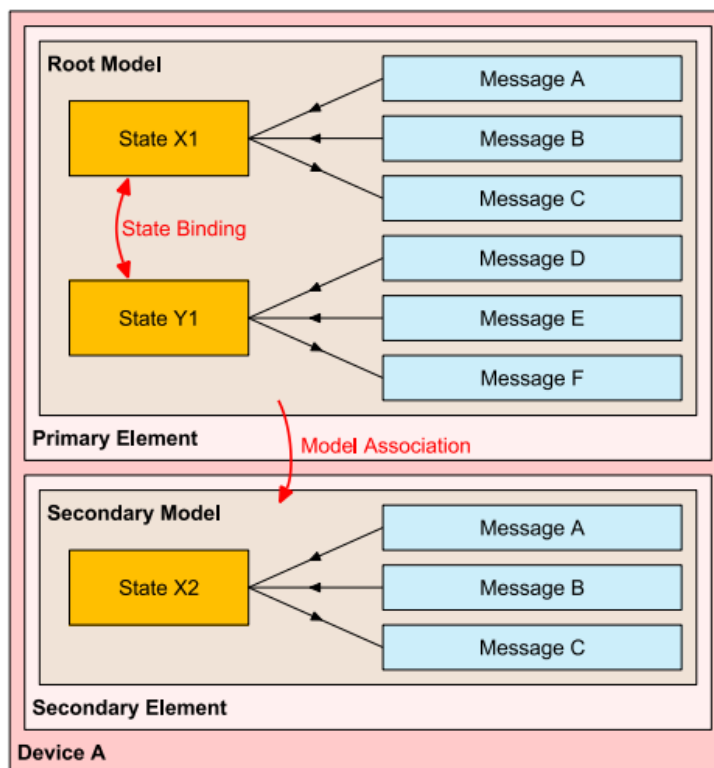 Root Model
State X1
Message A
Message B
Message C
State Binding
State Y1
Message D
Message E
Message F
Primary Element
Model Association
Secondary Model
State X2
Message A
Message B
Message C
Secondary Element
Device A